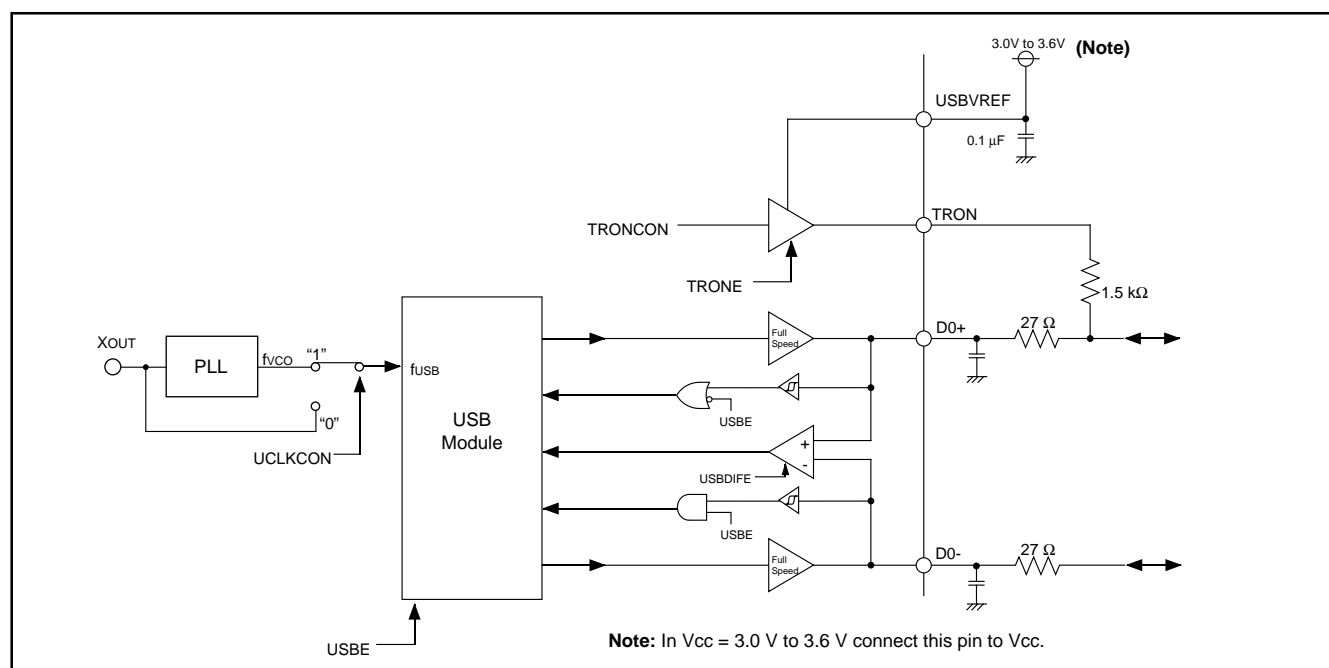 3.0V to 3.6V (Note)
USBVREF
0.1 μF
TRONCON
TRON
TRONE
1.5 kΩ
Full
Speed
D0+
27 Ω
XOUT
PLL
fVCO
"1"
"0"
UCLKCON
fUSB
USB
Module
USBE
+
-
USBDIFE
USBE
Full
Speed
D0-
27 Ω
USBE
Note: In Vcc = 3.0 V to 3.6 V connect this pin to Vcc.